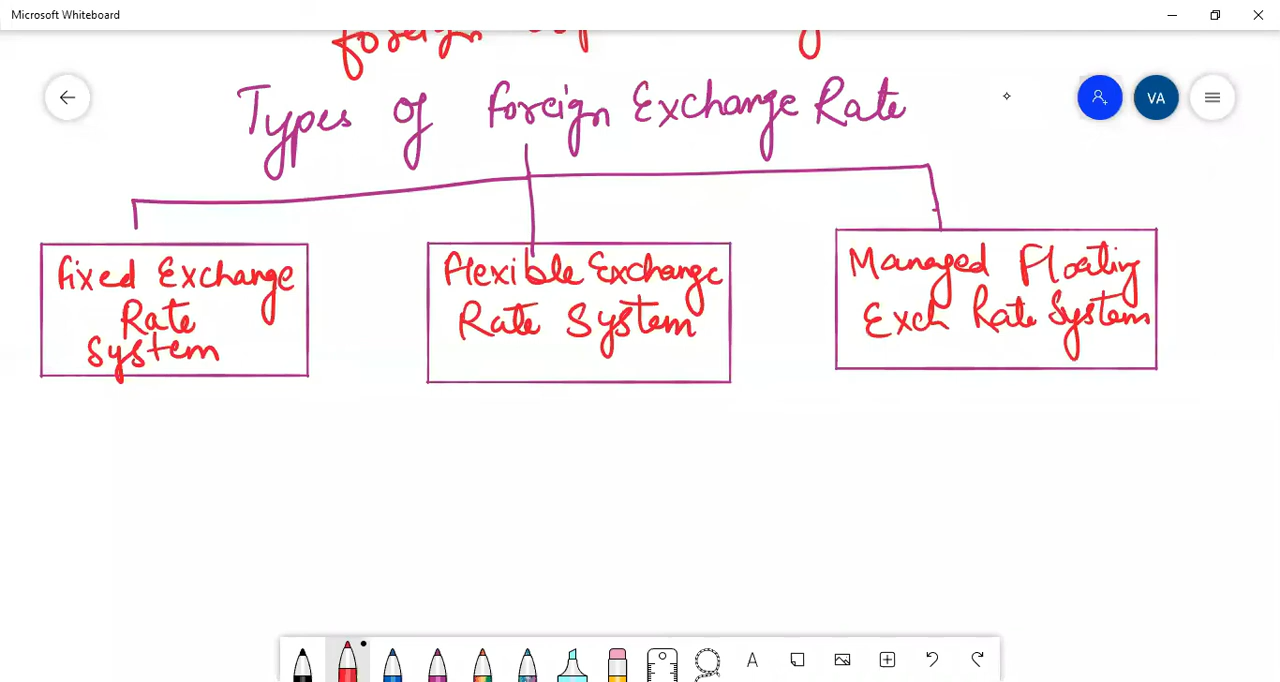 Microsoft Whiteboard
foreign
Types of Foreign Exchange Rate
VA
Fixed Exchange
Rate
System
Flexible Exchange
Rate System
Managed Floating
Exch Rate System
A